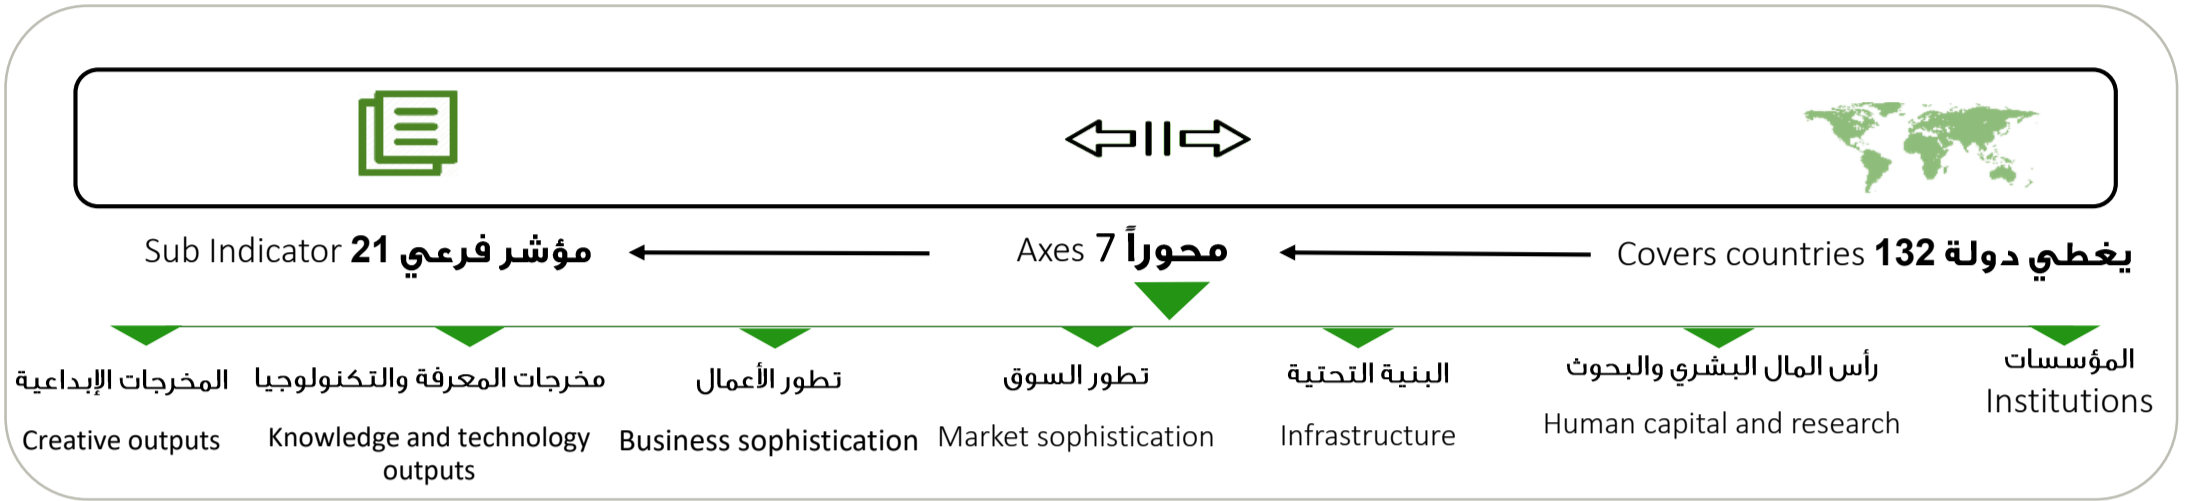 يغطي دولة 132 Covers countries
محوراً 7 Axes
مؤشر فرعي 21 Sub Indicator
المؤسسات
Institutions
رأس المال البشري والبحوث
Human capital and research
البنية التحتية
Infrastructure
تطور السوق
Market sophistication
تطور الأعمال
Business sophistication
مخرجات المعرفة والتكنولوجيا
Knowledge and technology
outputs
المخرجات الإبداعية
Creative outputs